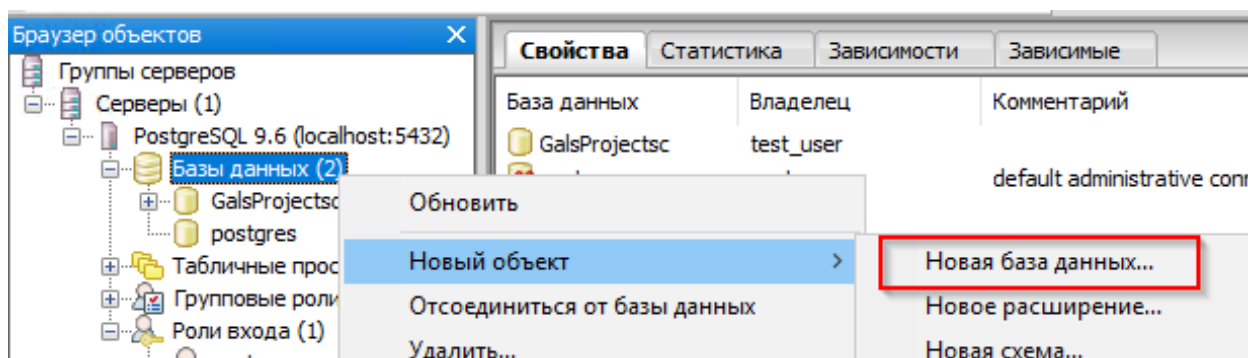 Браузер объектов
Группы серверов
Серверы (1)
PostgreSQL 9.6 (localhost:5432)
Базы данных (2)
GalsProjectsc
postgres
Табличные прос
Групповые роли
Роли входа (1)
Свойства Статистика Зависимости Зависимые
База данных Владелец Комментарий
GalsProjectsc test_user
default administrative conn
Обновить
Новый объект
Отсоединиться от базы данных
Удалить...
Новая база данных...
Новое расширение...
Новая схема...